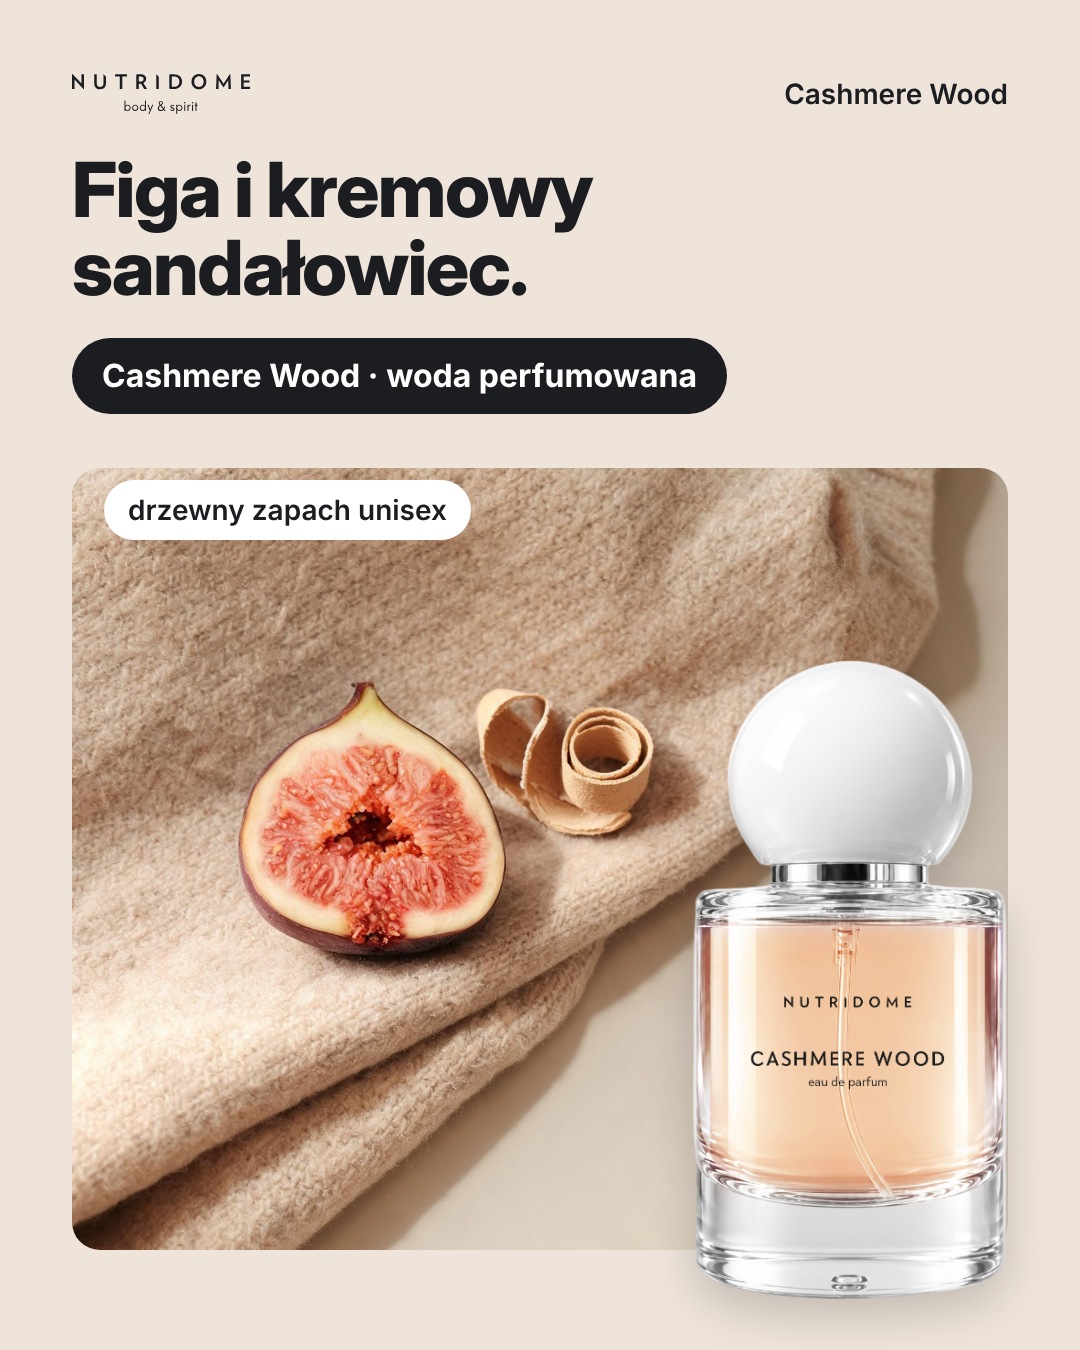 NUTRIDOME
body & spirit
Cashmere Wood
Figa i kremowy
sandałowiec.
Cashmere Wood · woda perfumowana
drzewny zapach unisex
NUTRIDOME
CASHMERE WOOD
eau de parfum